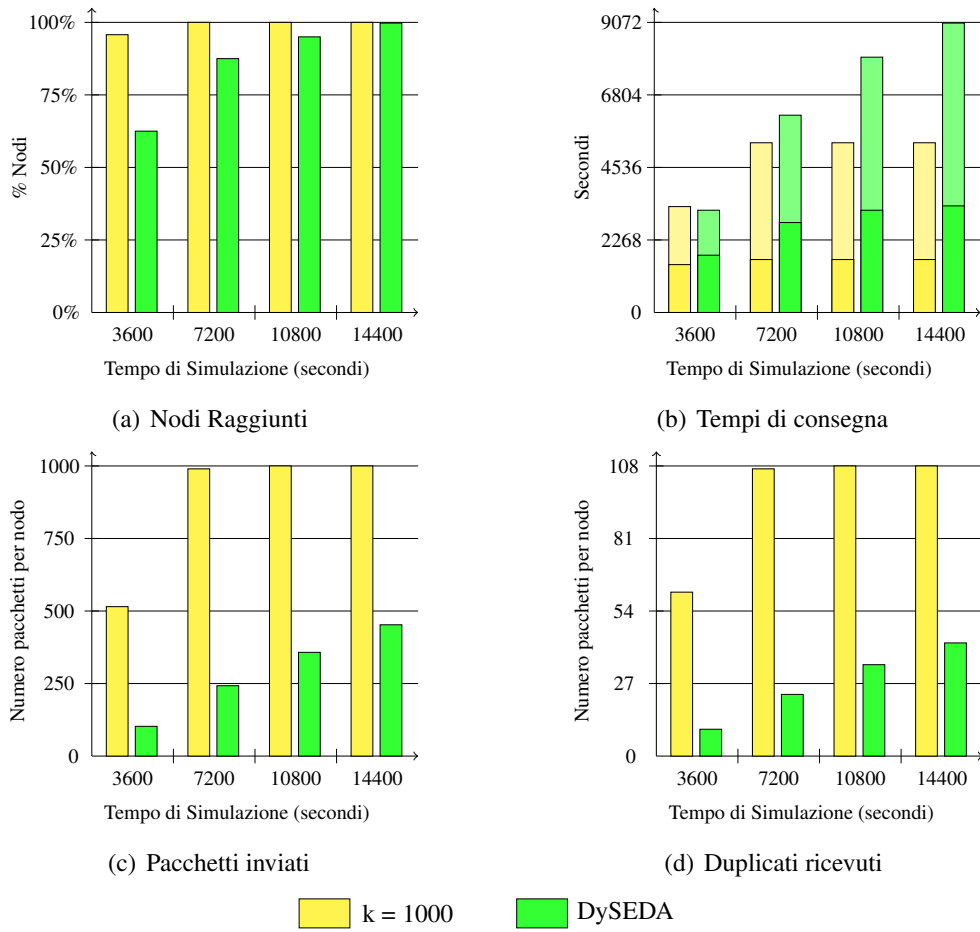 100%
75%
50%
25%
0%
% Nodi
3600 7200 10800 14400
Tempo di Simulazione (secondi)
(a) Nodi Raggiunti
9072
6804
4536
2268
0
Secondi
3600 7200 10800 14400
Tempo di Simulazione (secondi)
(b) Tempi di consegna
1000
750
500
250
0
Numero pacchetti per nodo
3600 7200 10800 14400
Tempo di Simulazione (secondi)
(c) Pacchetti inviati
108
81
54
27
0
Numero pacchetti per nodo
3600 7200 10800 14400
Tempo di Simulazione (secondi)
(d) Duplicati ricevuti
k = 1000
DySEDA